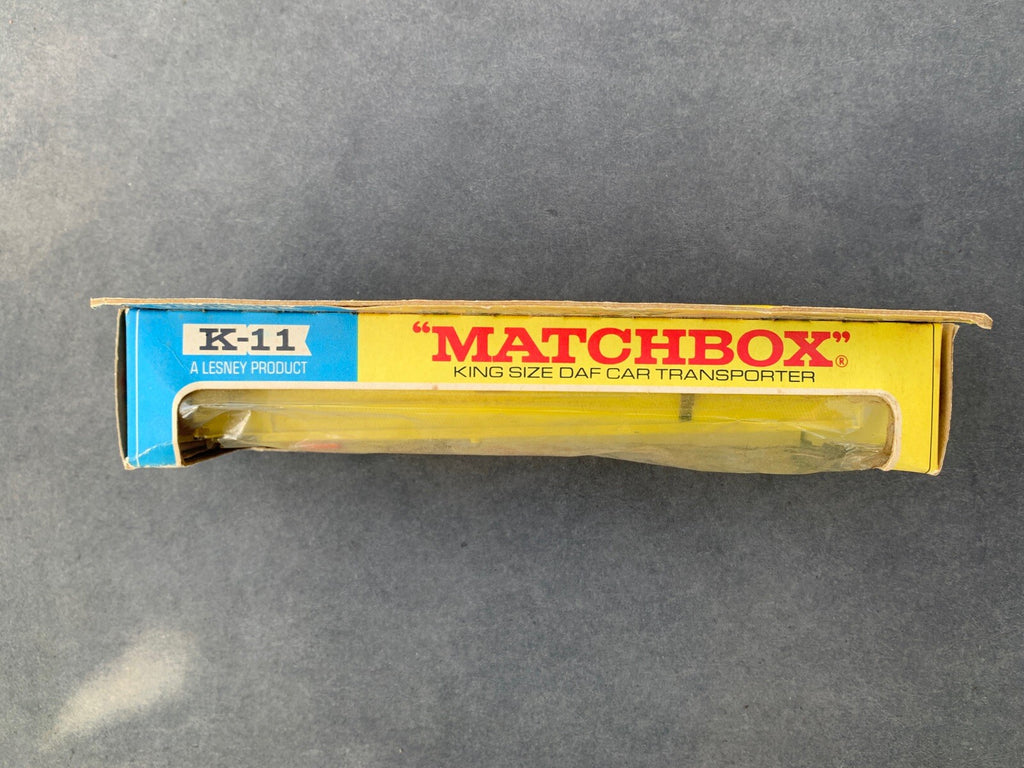 K-11
A LESNEY PRODUCT
“MATCHBOX”®
KING SIZE DAF CAR TRANSPORTER